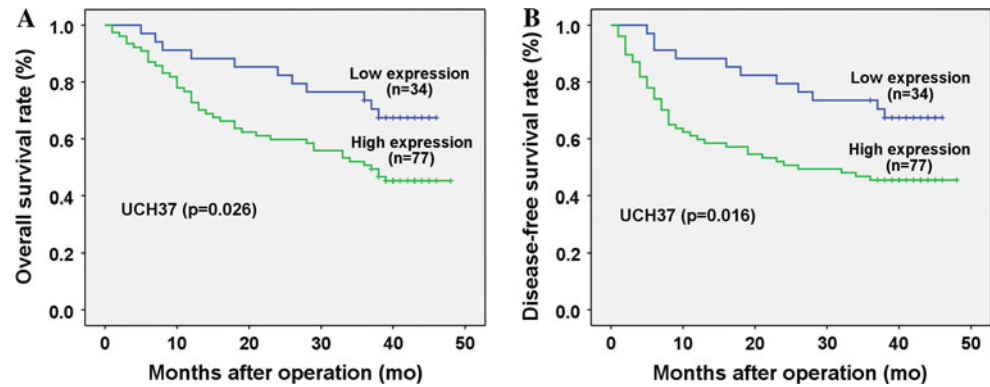 A
Overall survival rate (%)
1.0
0.8
0.6
0.4
0.2
0.0
Low expression
(n=34)
High expression
(n=77)
UCH37 (p=0.026)
0 10 20 30 40 50
Months after operation (mo)
B
Disease-free survival rate (%)
1.0
0.8
0.6
0.4
0.2
0.0
Low expression
(n=34)
High expression
(n=77)
UCH37 (p=0.016)
0 10 20 30 40 50
Months after operation (mo)